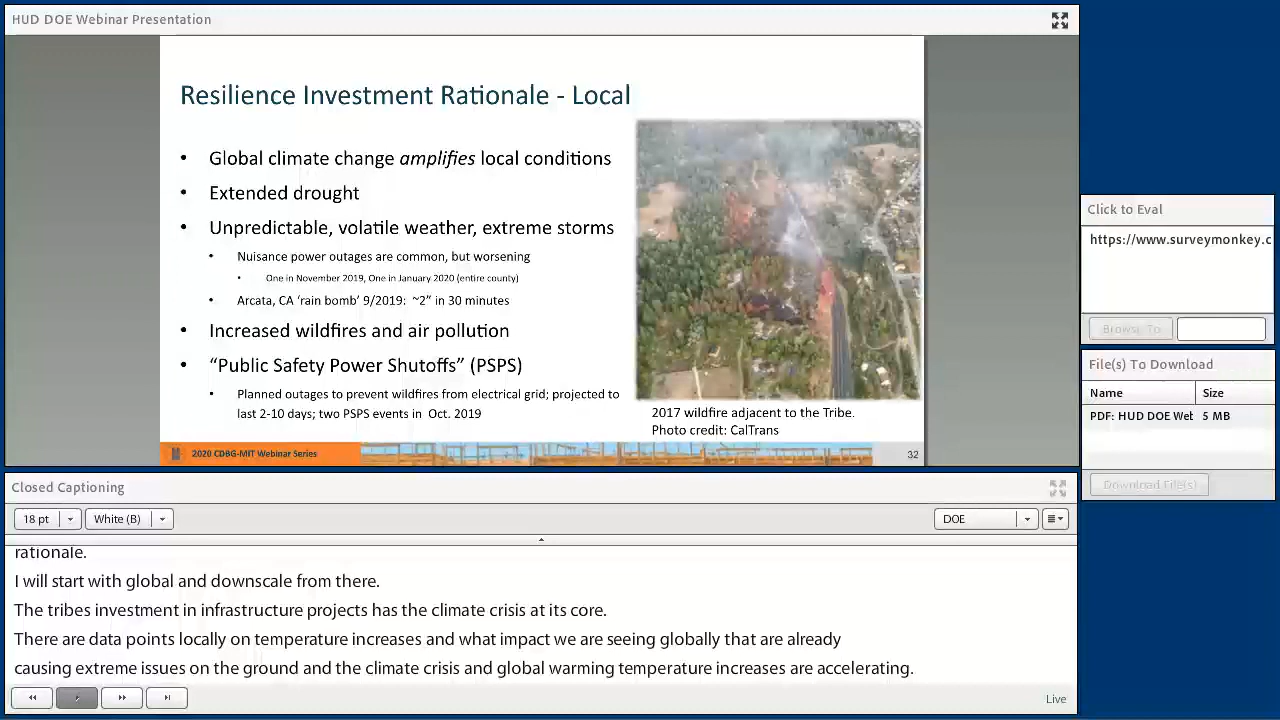 HUD DOE Webinar Presentation
Resilience Investment Rationale - Local
• Global climate change amplifies local conditions
• Extended drought
• Unpredictable, volatile weather, extreme storms
• Nuisance power outages are common, but worsening
• One in November 2019, One in January 2020 (entire county)
• Arcata, CA ‘rain bomb’ 9/2019: ~2” in 30 minutes
• Increased wildfires and air pollution
• “Public Safety Power Shutoffs” (PSPS)
• Planned outages to prevent wildfires from electrical grid; projected to
last 2-10 days; two PSPS events in Oct. 2019
2017 wildfire adjacent to the Tribe.
Photo credit: CalTrans
2020 CDBG-MIT Webinar Series
32
Click to Eval
https://www.surveymonkey.c
Browse To
File(s) To Download
Name Size
PDF: HUD DOE Wet 5 MB
Download File(s)
Closed Captioning
18 pt White (B) DOE
rationale.
I will start with global and downscale from there.
The tribes investment in infrastructure projects has the climate crisis at its core.
There are data points locally on temperature increases and what impact we are seeing globally that are already
causing extreme issues on the ground and the climate crisis and global warming temperature increases are accelerating.
Live